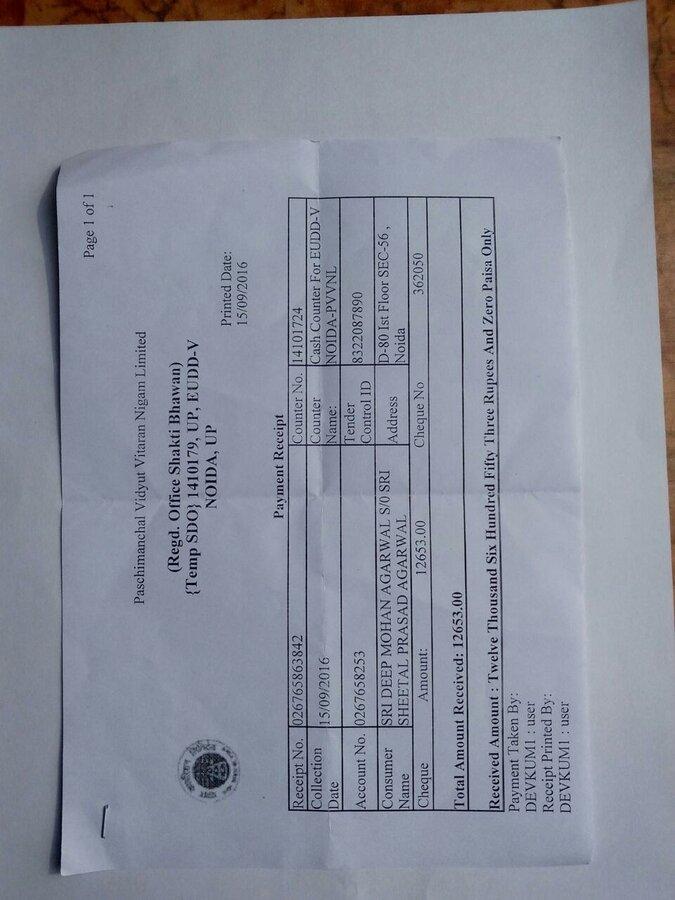 Page 1 of 1
Paschimanchal Vidyut Vitaran Nigam Limited
(Regd. Office Shakti Bhawan)
{Temp SDO} 1410179, UP, EUDD-V
NOIDA, UP
Printed Date:
15/09/2016
Payment Receipt
Receipt No. 026765863842 Counter No. 14101724
Collection Date 15/09/2016 Counter Name: Cash Counter For EUDD-V NOIDA-PVVNL
Account No. 0267658253 Tender Control ID 8322087890
Consumer Name SRI DEEP MOHAN AGARWAL S/0 SRI SHEETAL PRASAD AGARWAL Address D-80 Ist Floor SEC-56 , Noida
Cheque Amount: 12653.00 Cheque No 362050
Total Amount Received: 12653.00
Received Amount : Twelve Thousand Six Hundred Fifty Three Rupees And Zero Paisa Only
Payment Taken By:
DEVKUM1 : user
Receipt Printed By:
DEVKUM1 : user